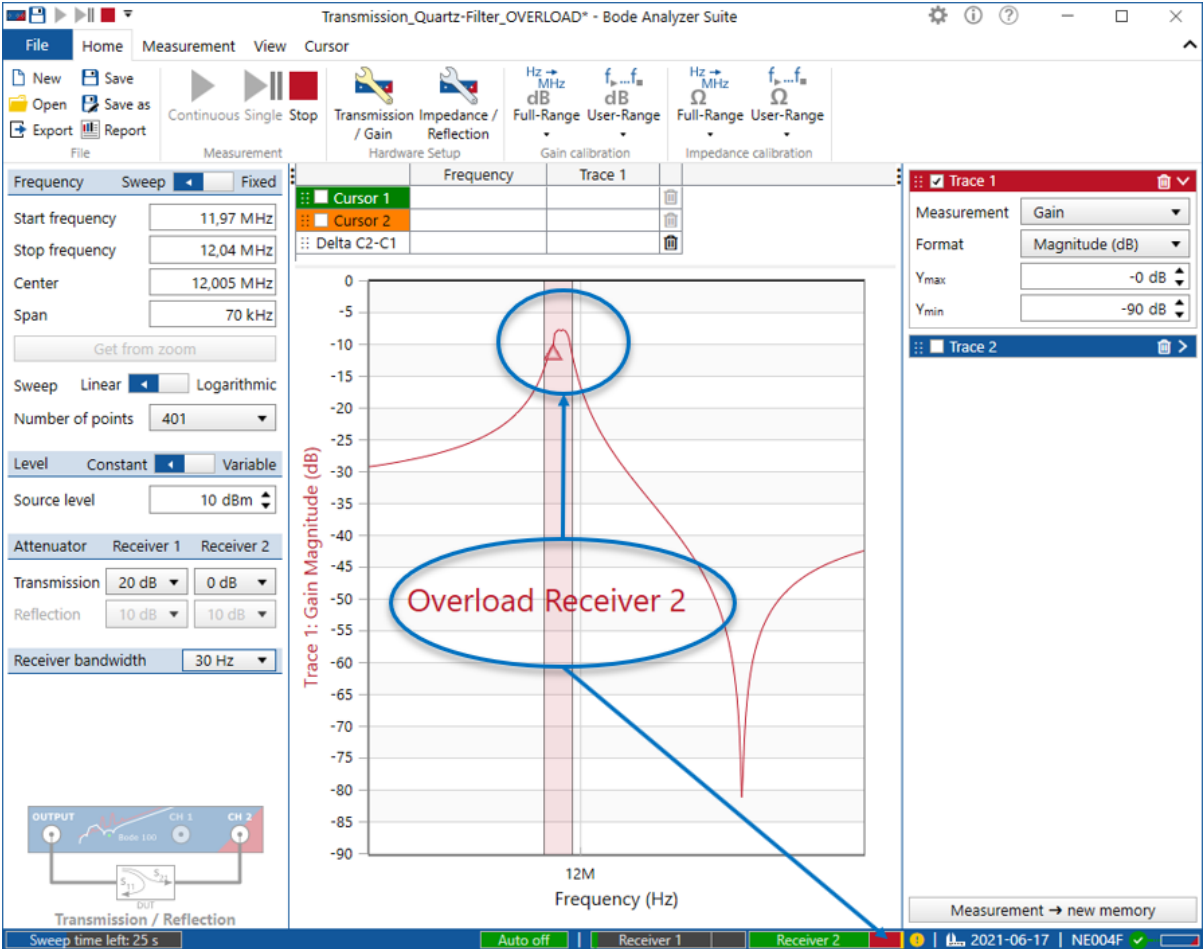 Transmission_Quartz-Filter_OVERLOAD* - Bode Analyzer Suite
File Home Measurement View Cursor
New Save
Open Save as
Export Report
File
Continuous Single Stop
Measurement
Transmission / Gain
Impedance / Reflection
Hardware Setup
Hz → MHz
dB
Full-Range
f▸...f■
dB
User-Range
Gain calibration
Hz → MHz
Ω
Full-Range
f▸...f■
Ω
User-Range
Impedance calibration
Frequency Sweep Fixed
Start frequency 11,97 MHz
Stop frequency 12,04 MHz
Center 12,005 MHz
Span 70 kHz
Get from zoom
Sweep Linear Logarithmic
Number of points 401
Level Constant Variable
Source level 10 dBm
Attenuator Receiver 1 Receiver 2
Transmission 20 dB 0 dB
Reflection 10 dB 10 dB
Receiver bandwidth 30 Hz
OUTPUT CH 1 CH 2
Bode 100
S11 S21
DUT
Transmission / Reflection
Frequency Trace 1
Cursor 1
Cursor 2
Delta C2-C1
Trace 1: Gain Magnitude (dB)
0
-5
-10
-15
-20
-25
-30
-35
-40
-45
-50
-55
-60
-65
-70
-75
-80
-85
-90
Overload Receiver 2
12M
Frequency (Hz)
Trace 1
Measurement Gain
Format Magnitude (dB)
Ymax -0 dB
Ymin -90 dB
Trace 2
Measurement → new memory
Sweep time left: 25 s Auto off | Receiver 1 Receiver 2 | 2021-06-17 | NE004F